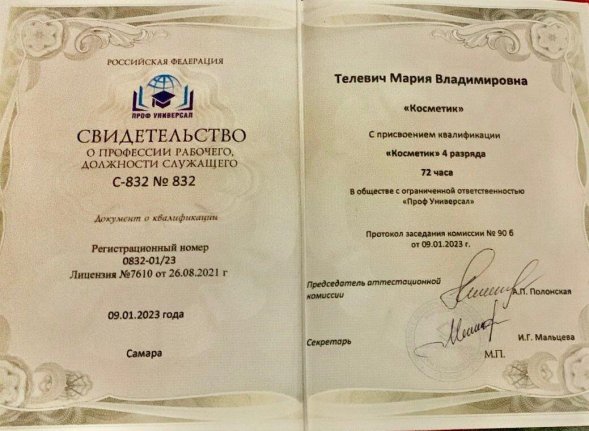 РОССИЙСКАЯ ФЕДЕРАЦИЯ
ПРОФ УНИВЕРСАЛ
СВИДЕТЕЛЬСТВО
О ПРОФЕССИИ РАБОЧЕГО,
ДОЛЖНОСТИ СЛУЖАЩЕГО
С-832 № 832
Документ о квалификации
Регистрационный номер
0832-01/23
Лицензия №7610 от 26.08.2021 г
09.01.2023 года
Самара
Телевич Мария Владимировна
«Косметик»
С присвоением квалификации
«Косметик» 4 разряда
72 часа
В обществе с ограниченной ответственностью
«Проф Универсал»
Протокол заседания комиссии № 90 б
от 09.01.2023 г.
Председатель аттестационной
комиссии
А.П. Полонская
Секретарь
И.Г. Мальцева
М.П.